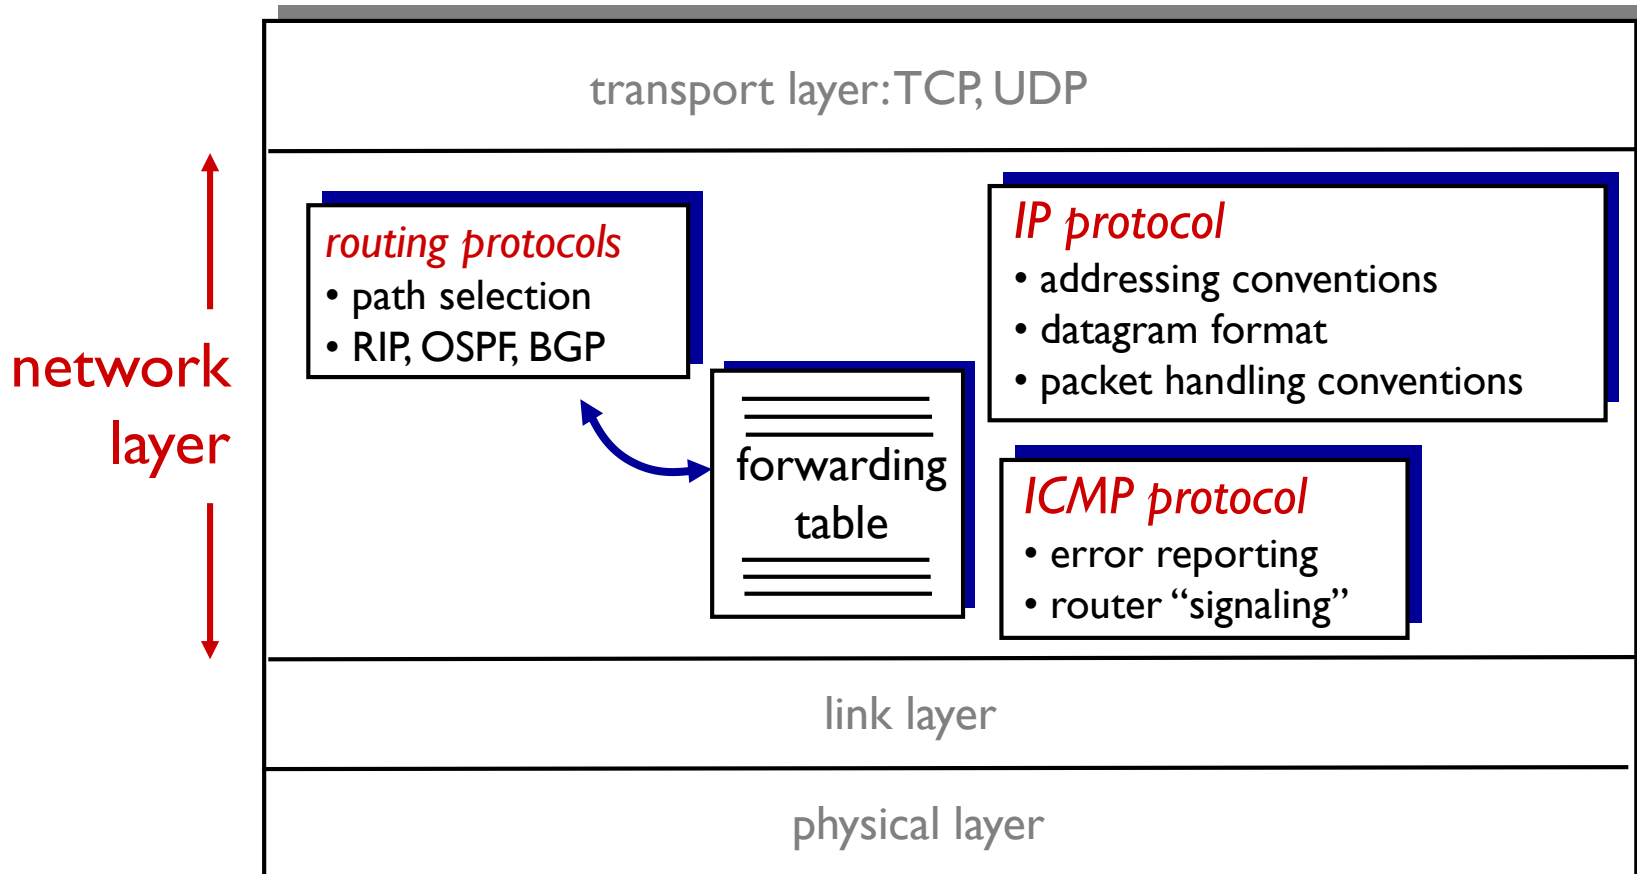 transport layer: TCP, UDP
network
layer
routing protocols
• path selection
• RIP, OSPF, BGP
forwarding
table
IP protocol
• addressing conventions
• datagram format
• packet handling conventions
ICMP protocol
• error reporting
• router “signaling”
link layer
physical layer